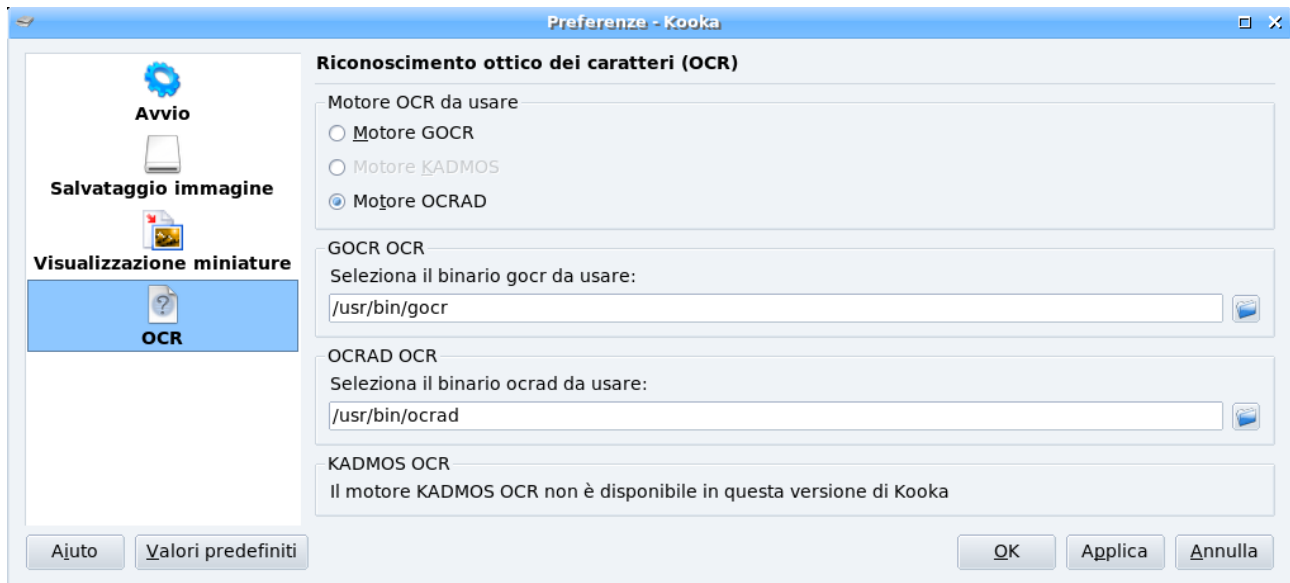 Preferenze - Kooka
Avvio
Salvataggio immagine
Visualizzazione miniature
OCR
Riconoscimento ottico dei caratteri (OCR)
Motore OCR da usare
Motore GOCR
Motore KADMOS
Motore OCRAD
GOCR OCR
Seleziona il binario gocr da usare:
/usr/bin/gocr
OCRAD OCR
Seleziona il binario ocrad da usare:
/usr/bin/ocrad
KADMOS OCR
Il motore KADMOS OCR non è disponibile in questa versione di Kooka
Aiuto Valori predefiniti OK Applica Annulla